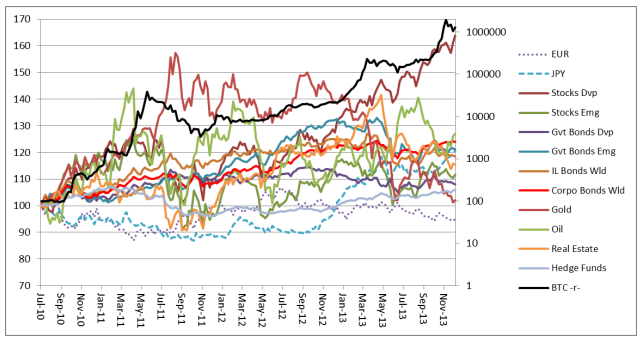 170
160
150
140
130
120
110
100
90
80
70
1000000
100000
10000
1000
100
10
1
Jul-10
Sep-10
Nov-10
Jan-11
Mar-11
May-11
Jul-11
Sep-11
Nov-11
Jan-12
Mar-12
May-12
Jul-12
Sep-12
Nov-12
Jan-13
Mar-13
May-13
Jul-13
Sep-13
Nov-13
EUR
JPY
Stocks Dvp
Stocks Emg
Gvt Bonds Dvp
Gvt Bonds Emg
IL Bonds Wld
Corpo Bonds Wld
Gold
Oil
Real Estate
Hedge Funds
BTC -r-